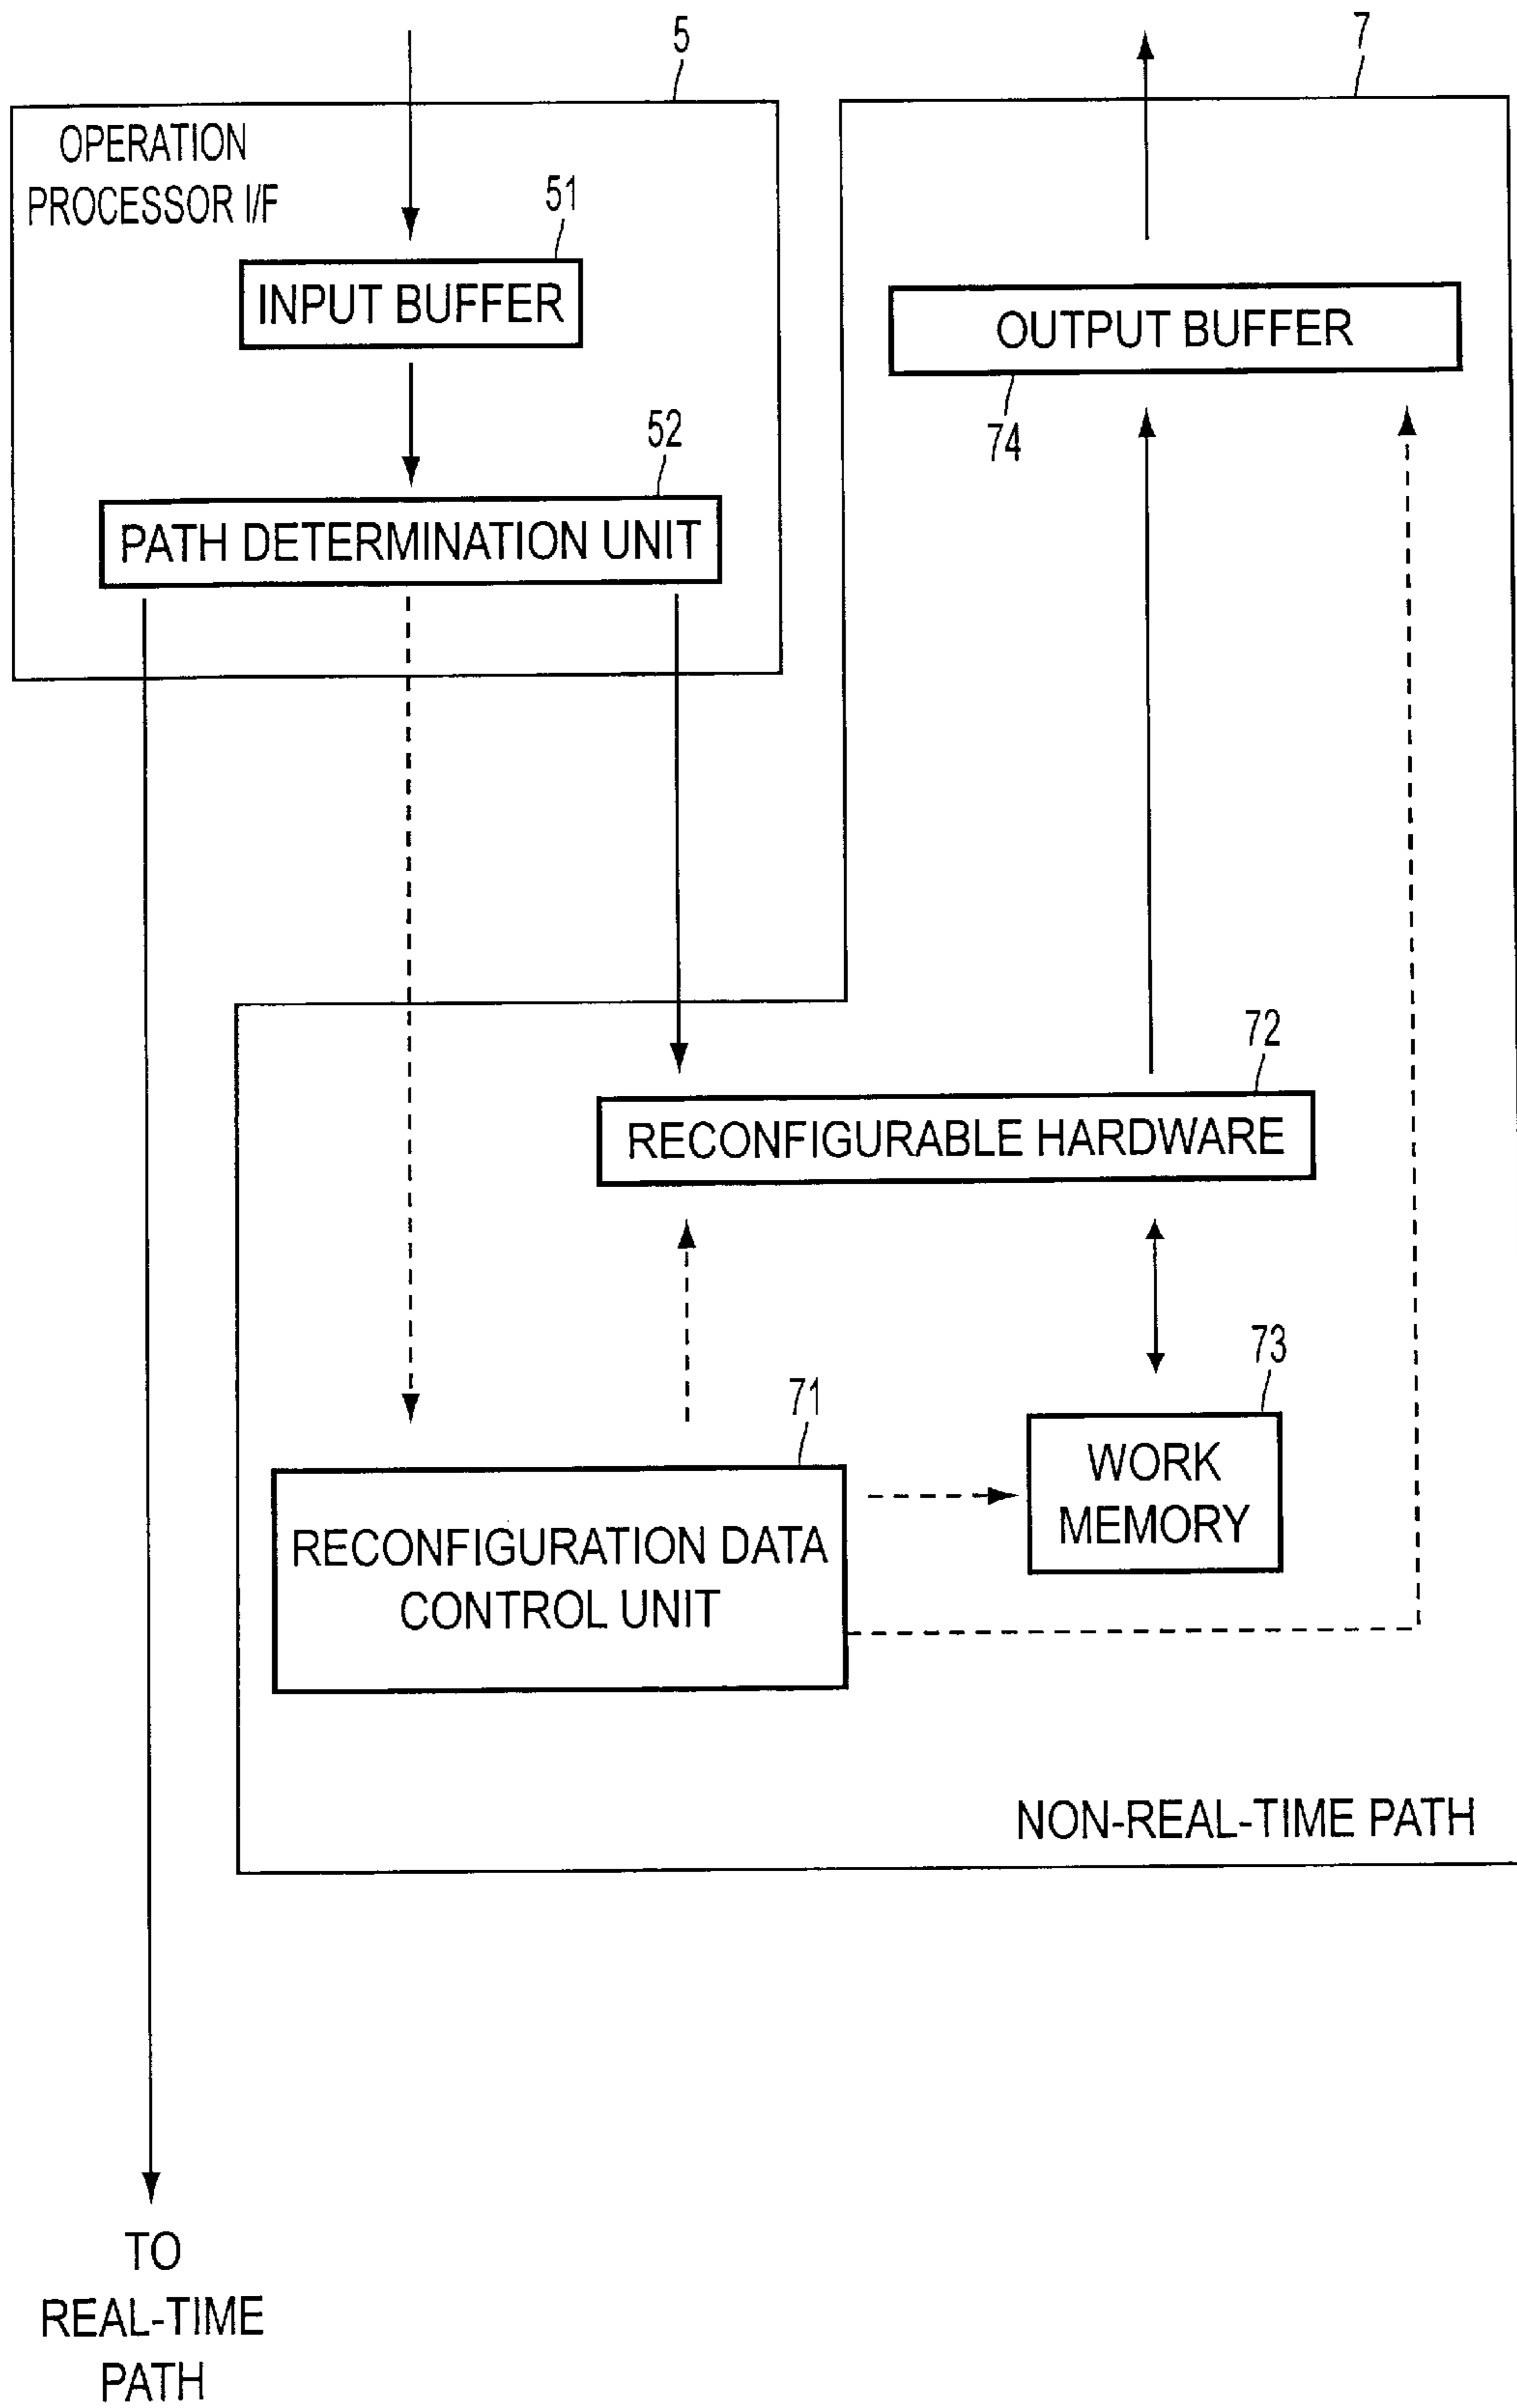 5
7
OPERATION
PROCESSOR I/F
51
INPUT BUFFER
OUTPUT BUFFER
74
52
PATH DETERMINATION UNIT
72
RECONFIGURABLE HARDWARE
73
71
WORK
MEMORY
RECONFIGURATION DATA
CONTROL UNIT
NON-REAL-TIME PATH
TO
REAL-TIME
PATH